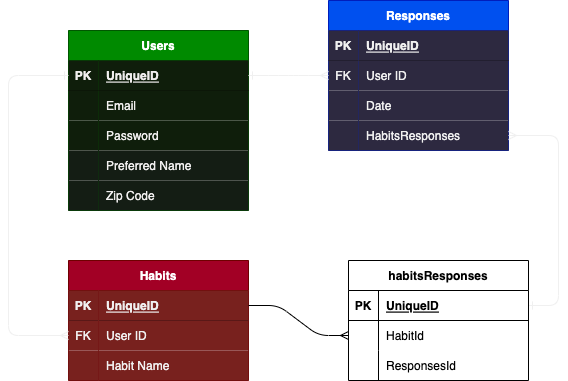 Users
PK UniqueID
Email
Password
Preferred Name
Zip Code
Responses
PK UniqueID
FK User ID
Date
HabitsResponses
Habits
PK UniqueID
FK User ID
Habit Name
habitsResponses
PK UniqueID
HabitId
ResponsesId